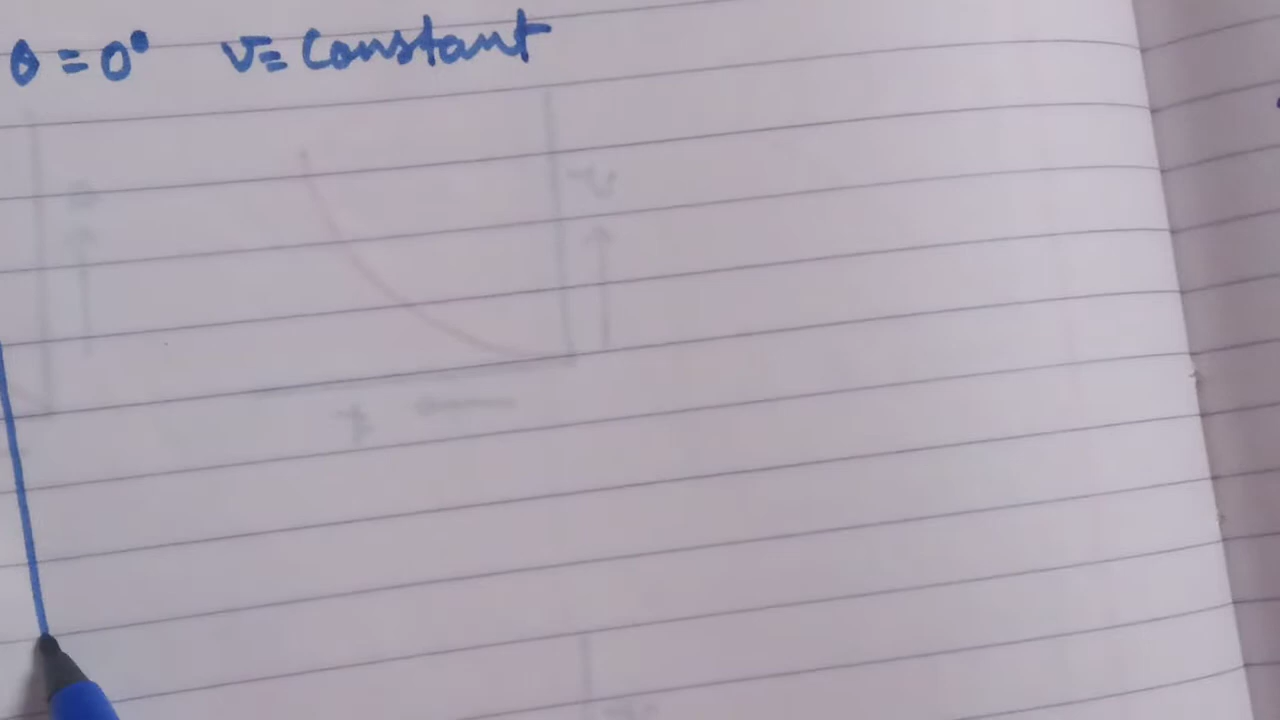 θ = 0° v = Constant